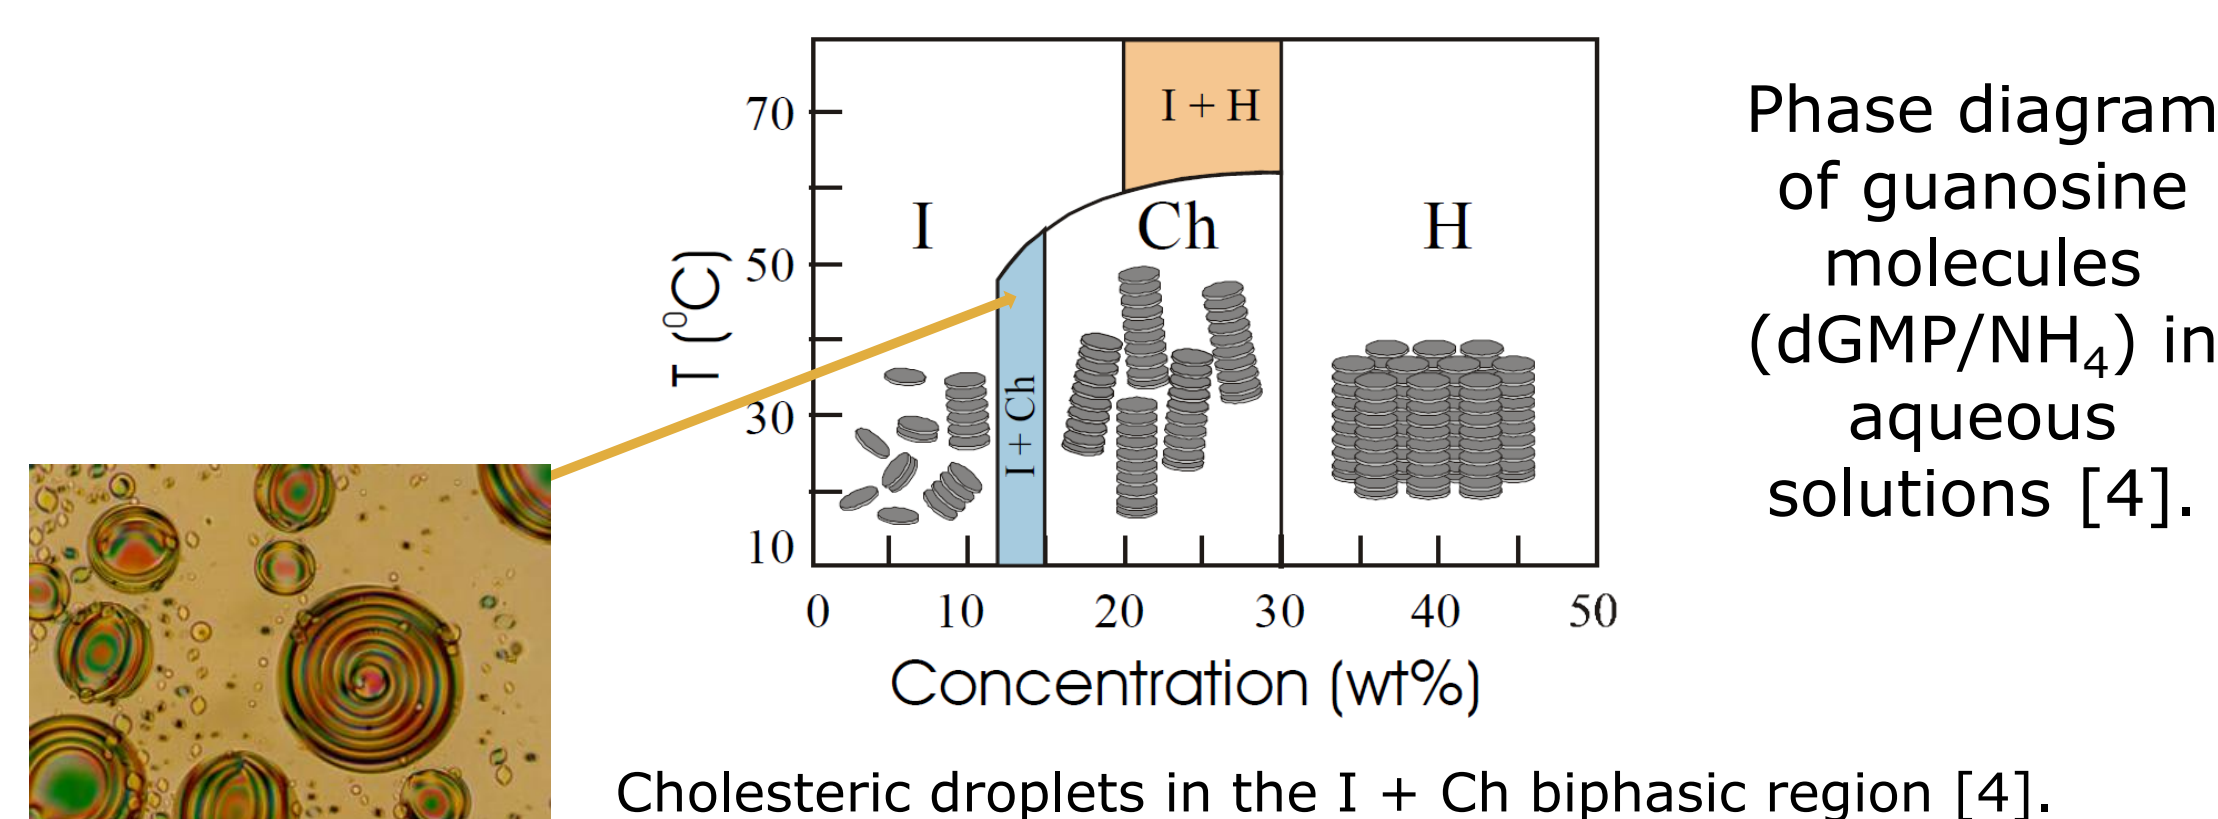 70
50
30
10
T (⁰C)
I + H
I
Ch
H
I + Ch
0 10 20 30 40 50
Concentration (wt%)
Phase diagram
of guanosine
molecules
(dGMP/NH₄) in
aqueous
solutions [4].
Cholesteric droplets in the I + Ch biphasic region [4].